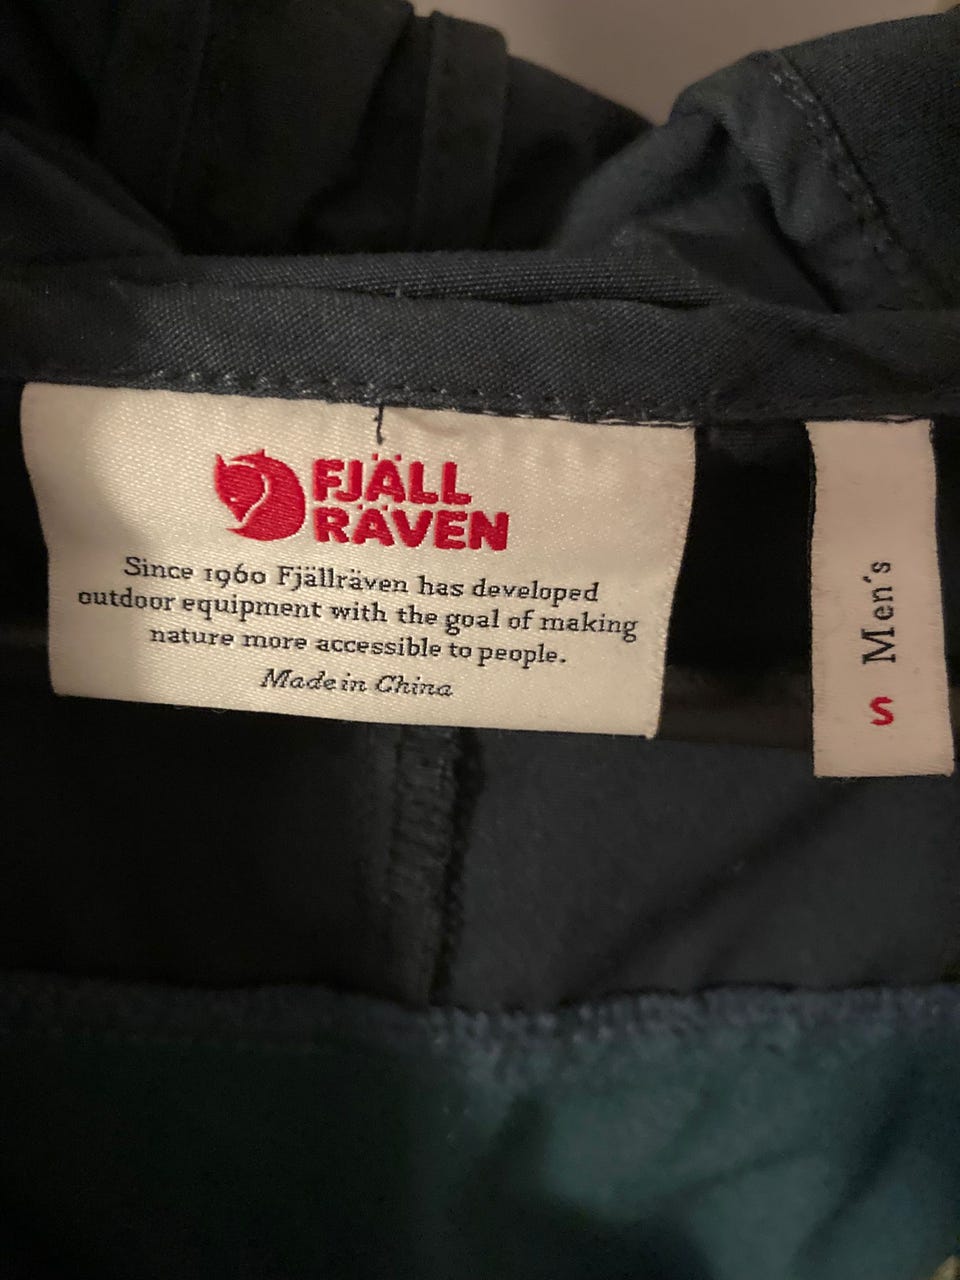 FJÄLL
RÄVEN
Since 1960 Fjällräven has developed
outdoor equipment with the goal of making
nature more accessible to people.
Made in China
Men's
S